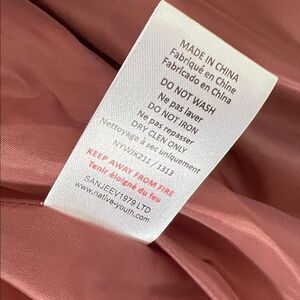 MADE IN CHINA
Fabriqué en Chine
Fabricado en China
DO NOT WASH
Ne pas laver
DO NOT IRON
Ne pas repasser
DRY CLEN ONLY
Nettoyage à sec uniquement
NYWJK211 / 1313
KEEP AWAY FROM FIRE
Tenir éloigné du feu
SANJEEV1979 LTD
www.native-youth.com